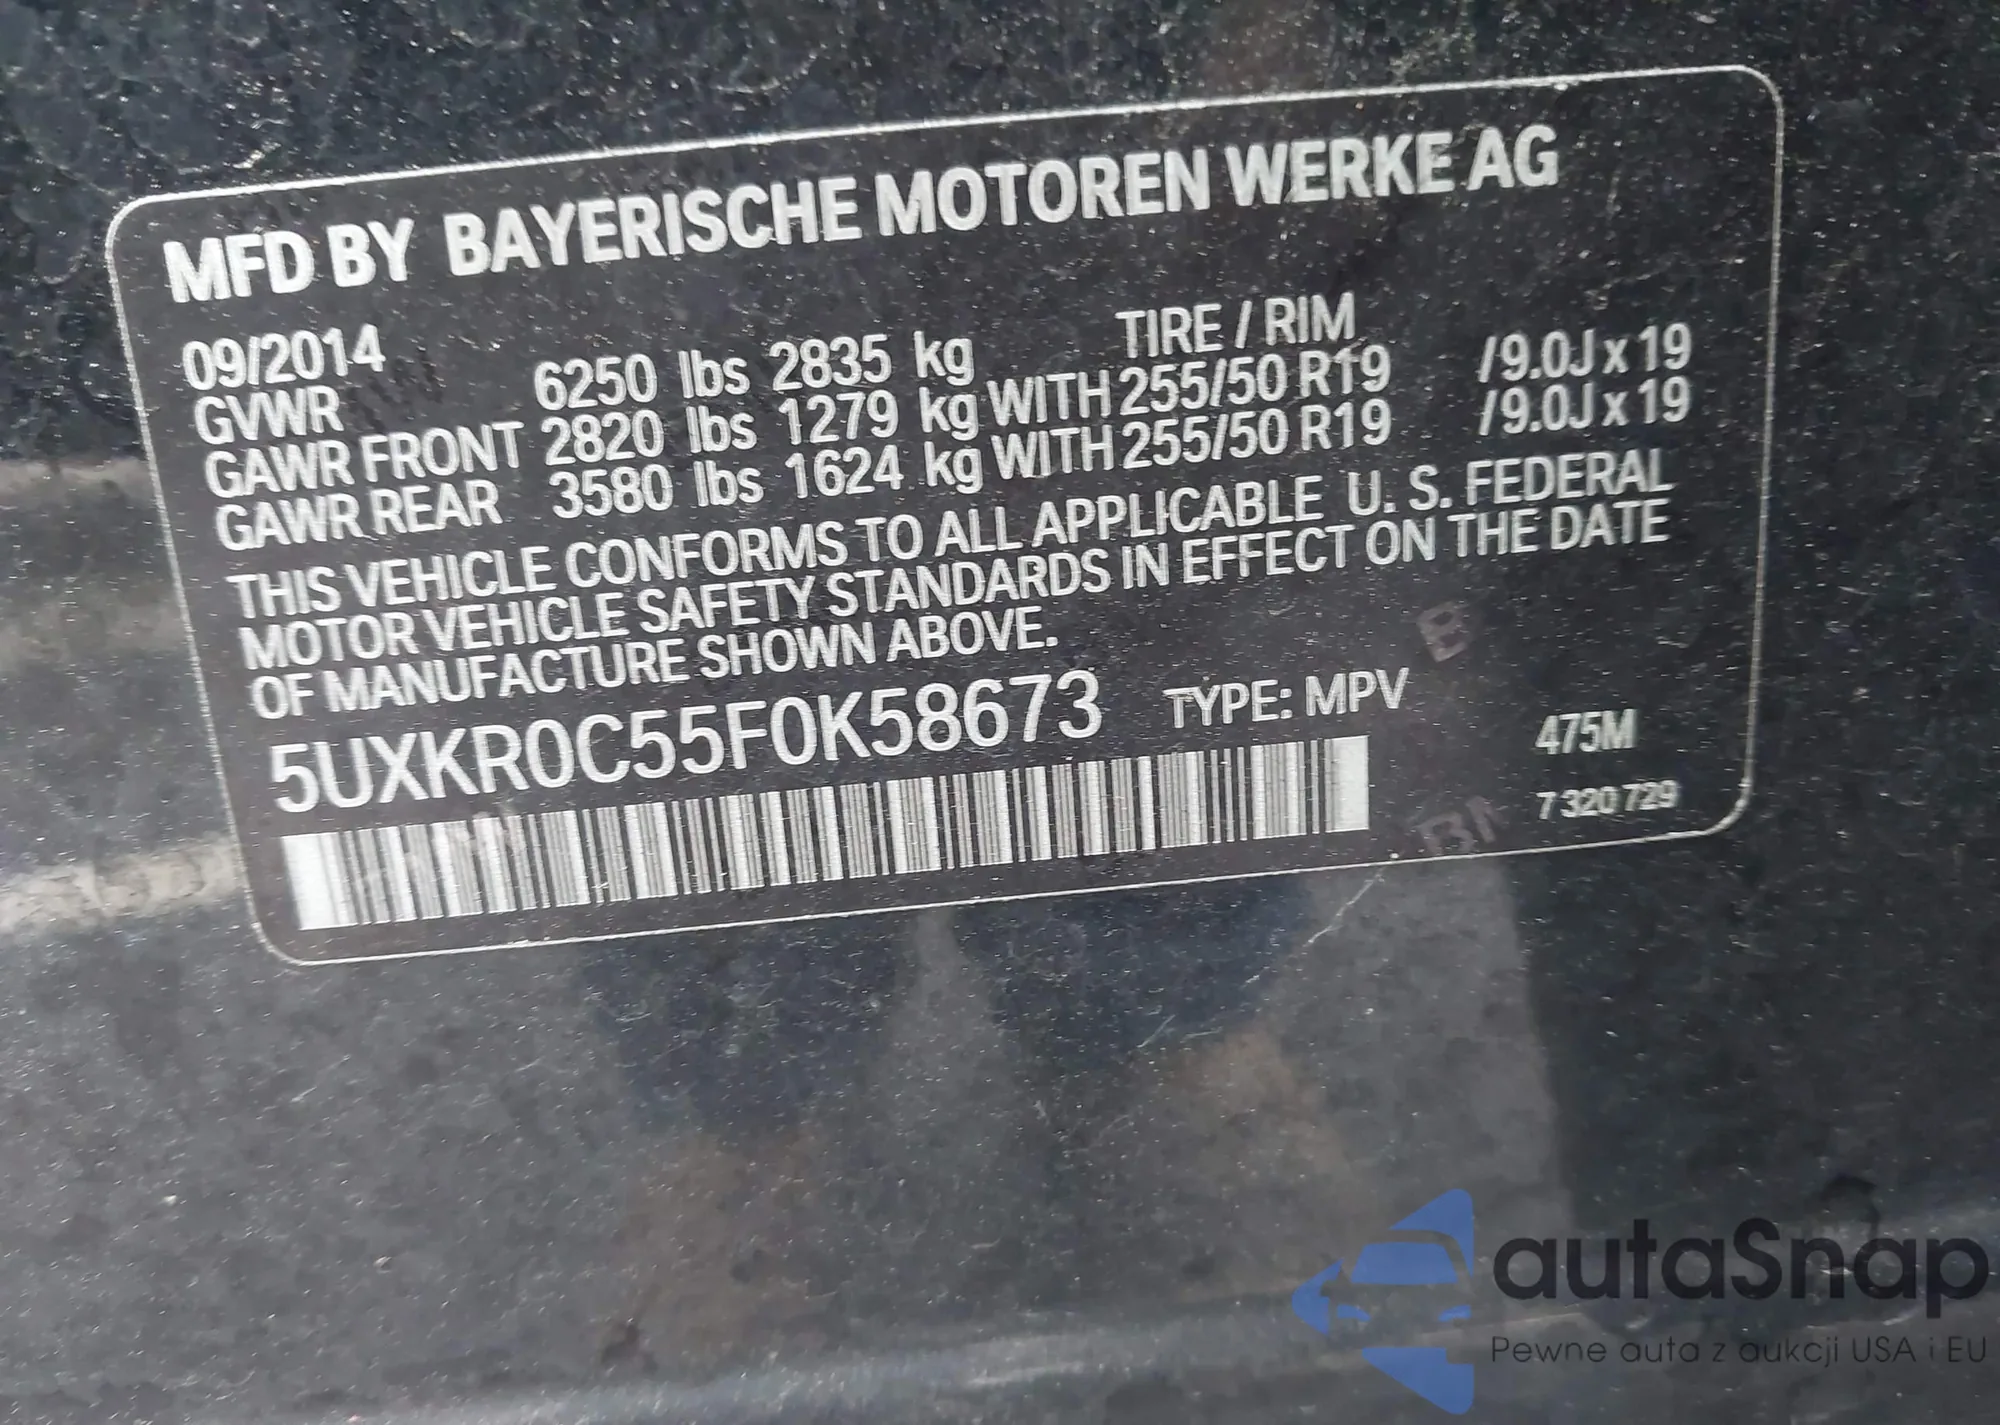 MFD BY BAYERISCHE MOTOREN WERKE AG
09/2014 TIRE / RIM
GVWR 6250 lbs 2835 kg
GAWR FRONT 2820 lbs 1279 kg WITH 255/50 R19 /9.0J x 19
GAWR REAR 3580 lbs 1624 kg WITH 255/50 R19 /9.0J x 19
THIS VEHICLE CONFORMS TO ALL APPLICABLE U. S. FEDERAL
MOTOR VEHICLE SAFETY STANDARDS IN EFFECT ON THE DATE
OF MANUFACTURE SHOWN ABOVE.
5UXKR0C55F0K58673 TYPE: MPV
475M
7 320 729
autaSnap
Pewne auta z aukcji USA i EU